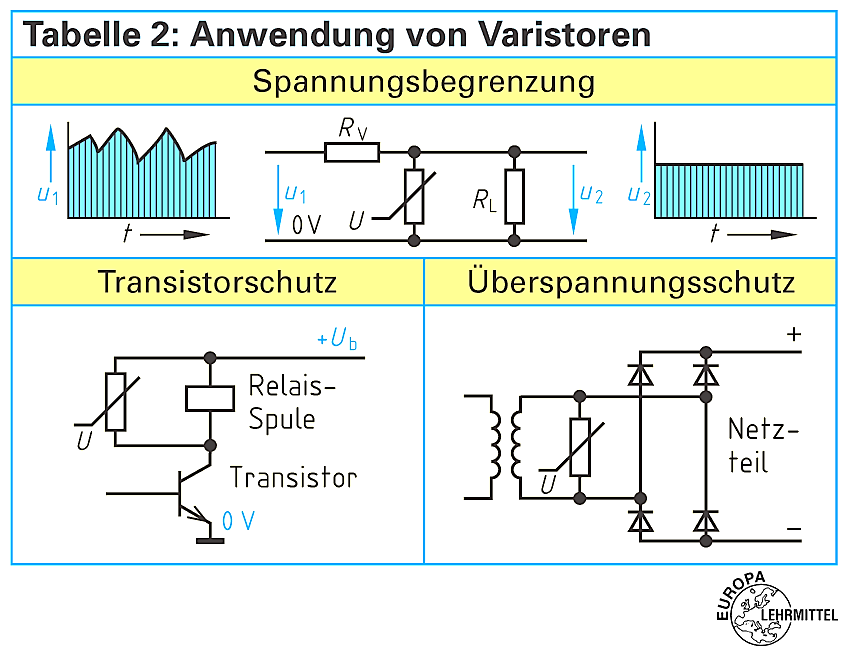 Tabelle 2: Anwendung von Varistoren
Spannungsbegrenzung
u1
t
RV
u1
0 V
U
RL
u2
u2
t
Transistorschutz
Überspannungsschutz
+Ub
Relais-
Spule
U
Transistor
0 V
+
Netz-
teil
U
–
EUROPA
LEHRMITTEL